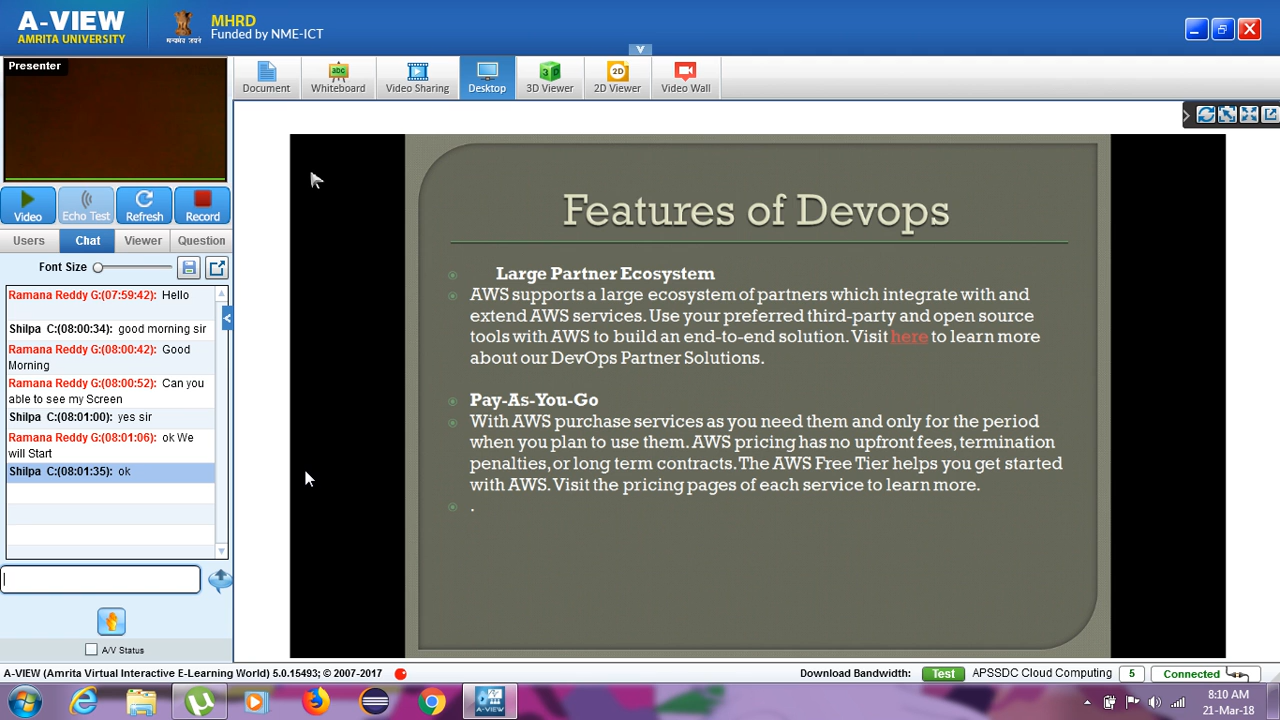 A-VIEW
AMRITA UNIVERSITY
सत्यमेव जयते
MHRD
Funded by NME-ICT
Presenter
Document
Whiteboard
abc
Video Sharing
Desktop
3D
3D Viewer
2D
2D Viewer
Video Wall
Video
Echo Test
Refresh
Record
Users
Chat
Viewer
Question
Font Size
Ramana Reddy G:(07:59:42): Hello
Shilpa C:(08:00:34): good morning sir
Ramana Reddy G:(08:00:42): Good
Morning
Ramana Reddy G:(08:00:52): Can you
able to see my Screen
Shilpa C:(08:01:00): yes sir
Ramana Reddy G:(08:01:06): ok We
will Start
Shilpa C:(08:01:35): ok
A/V Status
Features of Devops
Large Partner Ecosystem
AWS supports a large ecosystem of partners which integrate with and
extend AWS services. Use your preferred third-party and open source
tools with AWS to build an end-to-end solution. Visit here to learn more
about our DevOps Partner Solutions.
Pay-As-You-Go
With AWS purchase services as you need them and only for the period
when you plan to use them. AWS pricing has no upfront fees, termination
penalties, or long term contracts. The AWS Free Tier helps you get started
with AWS. Visit the pricing pages of each service to learn more.
.
A-VIEW (Amrita Virtual Interactive E-Learning World) 5.0.15493; © 2007-2017
Download Bandwidth:
Test
APSSDC Cloud Computing
5
Connected
A-VIEW
8:10 AM
21-Mar-18